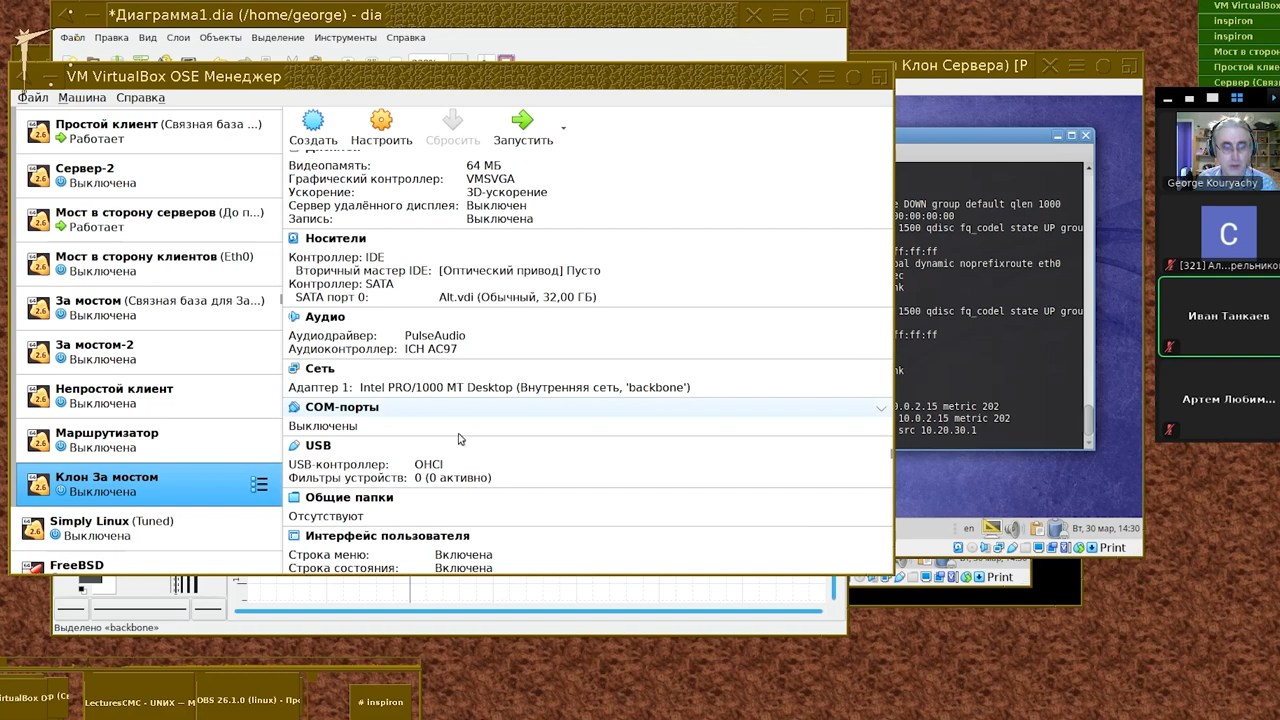 *Диаграмма1.dia (/home/george) - dia
Файл Правка Вид Слои Объекты Выделение Инструменты Справка
VM VirtualBox OSE Менеджер
Файл Машина Справка
Простой клиент (Связная база ...)
Работает
Сервер-2
Выключена
Мост в сторону серверов (До п...)
Работает
Мост в сторону клиентов (Eth0)
Выключена
За мостом (Связная база для За...)
Выключена
За мостом-2
Выключена
Непростой клиент
Выключена
Маршрутизатор
Выключена
Клон За мостом
Выключена
Simply Linux (Tuned)
Выключена
FreeBSD
Создать Настроить Сбросить Запустить
Видеопамять: 64 МБ
Графический контроллер: VMSVGA
Ускорение: 3D-ускорение
Сервер удалённого дисплея: Выключен
Запись: Выключена
Носители
Контроллер: IDE
Вторичный мастер IDE: [Оптический привод] Пусто
Контроллер: SATA
SATA порт 0: Alt.vdi (Обычный, 32,00 ГБ)
Аудио
Аудиодрайвер: PulseAudio
Аудиоконтроллер: ICH AC97
Сеть
Адаптер 1: Intel PRO/1000 MT Desktop (Внутренняя сеть, 'backbone')
COM-порты
Выключены
USB
USB-контроллер: OHCI
Фильтры устройств: 0 (0 активно)
Общие папки
Отсутствуют
Интерфейс пользователя
Строка меню: Включена
Строка состояния: Включена
Выделено «backbone»
Клон Сервера) [Р
e DOWN group default qlen 1000
00:00:00:00
1500 qdisc fq_codel state UP grou
ff:ff:ff
bal dynamic noprefixroute eth0
ec
nk
1500 qdisc fq_codel state UP grou
ff:ff:ff
nk
.0.0.2.15 metric 202
10.0.2.15 metric 202
src 10.20.30.1
en Вт, 30 мар, 14:30
Print
Print
VM VirtualBox
inspiron
inspiron
Мост в сторон
Простой клие
Сервер (Связ
George Kouryachy
С
[321] Ал...рельников
Иван Танкаев
Артем Любим...
LecturesCMC - UNИX — M
OBS 26.1.0 (linux) - Пр
# inspiron